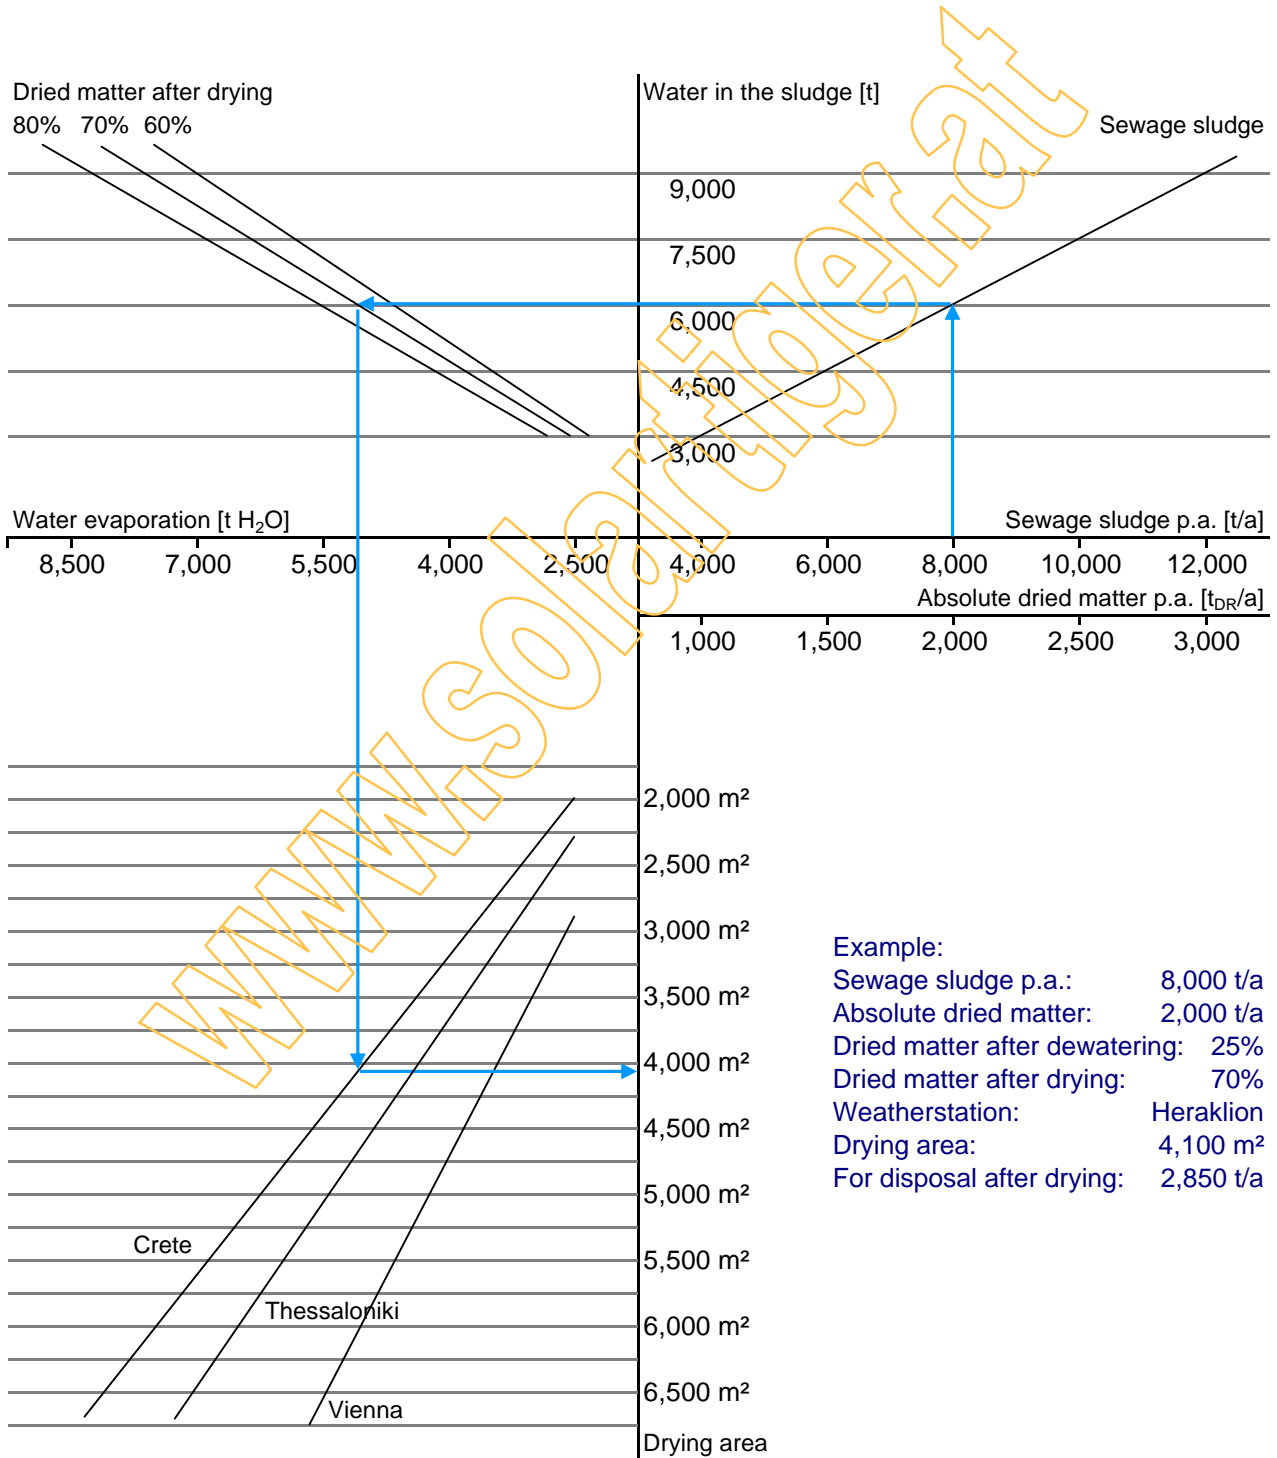 Dried matter after drying
80% 70% 60%
Water in the sludge [t]
Sewage sludge
9,000
7,500
6,000
4,500
3,000
Water evaporation [t H₂O]
Sewage sludge p.a. [t/a]
8,500 7,000 5,500 4,000 2,500 4,000 6,000 8,000 10,000 12,000
Absolute dried matter p.a. [t_DR/a]
1,000 1,500 2,000 2,500 3,000
2,000 m²
2,500 m²
3,000 m²
3,500 m²
4,000 m²
4,500 m²
5,000 m²
5,500 m²
6,000 m²
6,500 m²
Drying area
Crete
Thessaloniki
Vienna
Example:
Sewage sludge p.a.: 8,000 t/a
Absolute dried matter: 2,000 t/a
Dried matter after dewatering: 25%
Dried matter after drying: 70%
Weatherstation: Heraklion
Drying area: 4,100 m²
For disposal after drying: 2,850 t/a
www.solartiger.at